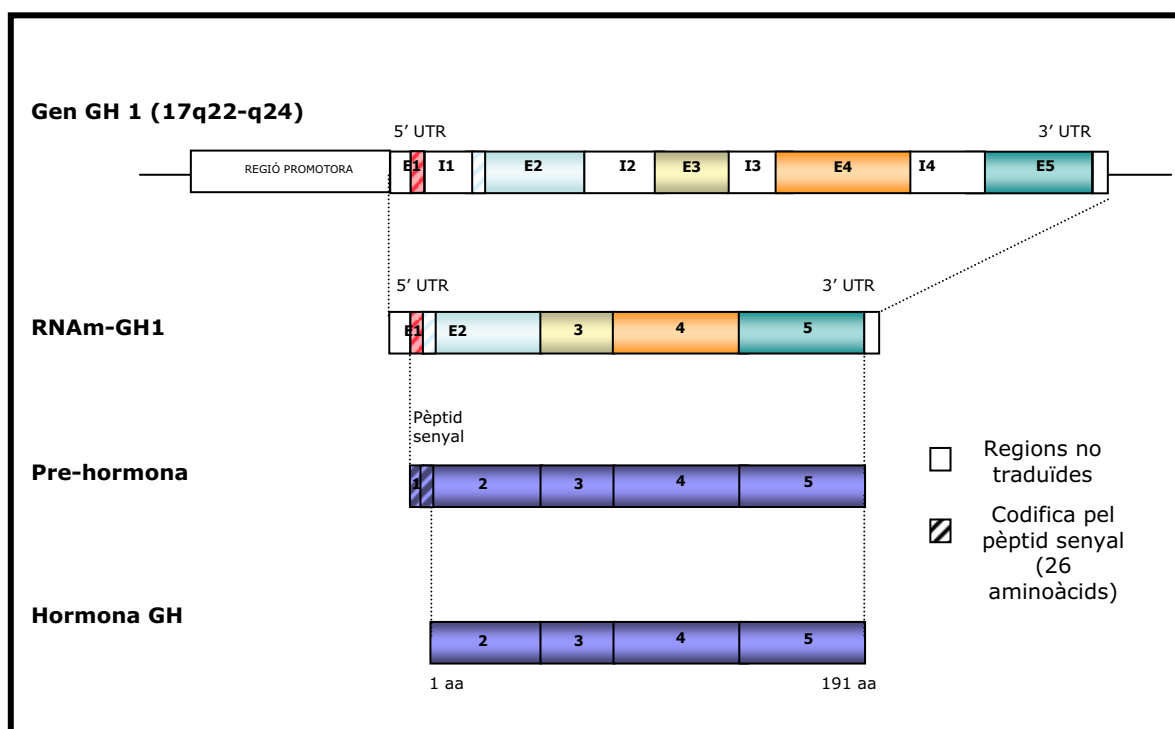 Gen GH 1 (17q22-q24)
5’ UTR
3’ UTR
REGIÓ PROMOTORA
E1
I1
E2
I2
E3
I3
E4
I4
E5
5’ UTR
3’ UTR
RNAm-GH1
E1
E2
3
4
5
Pèptid
senyal
Pre-hormona
1
2
3
4
5
Regions no
traduïdes
Codifica pel
pèptid senyal
(26
aminoàcids)
Hormona GH
2
3
4
5
1 aa
191 aa